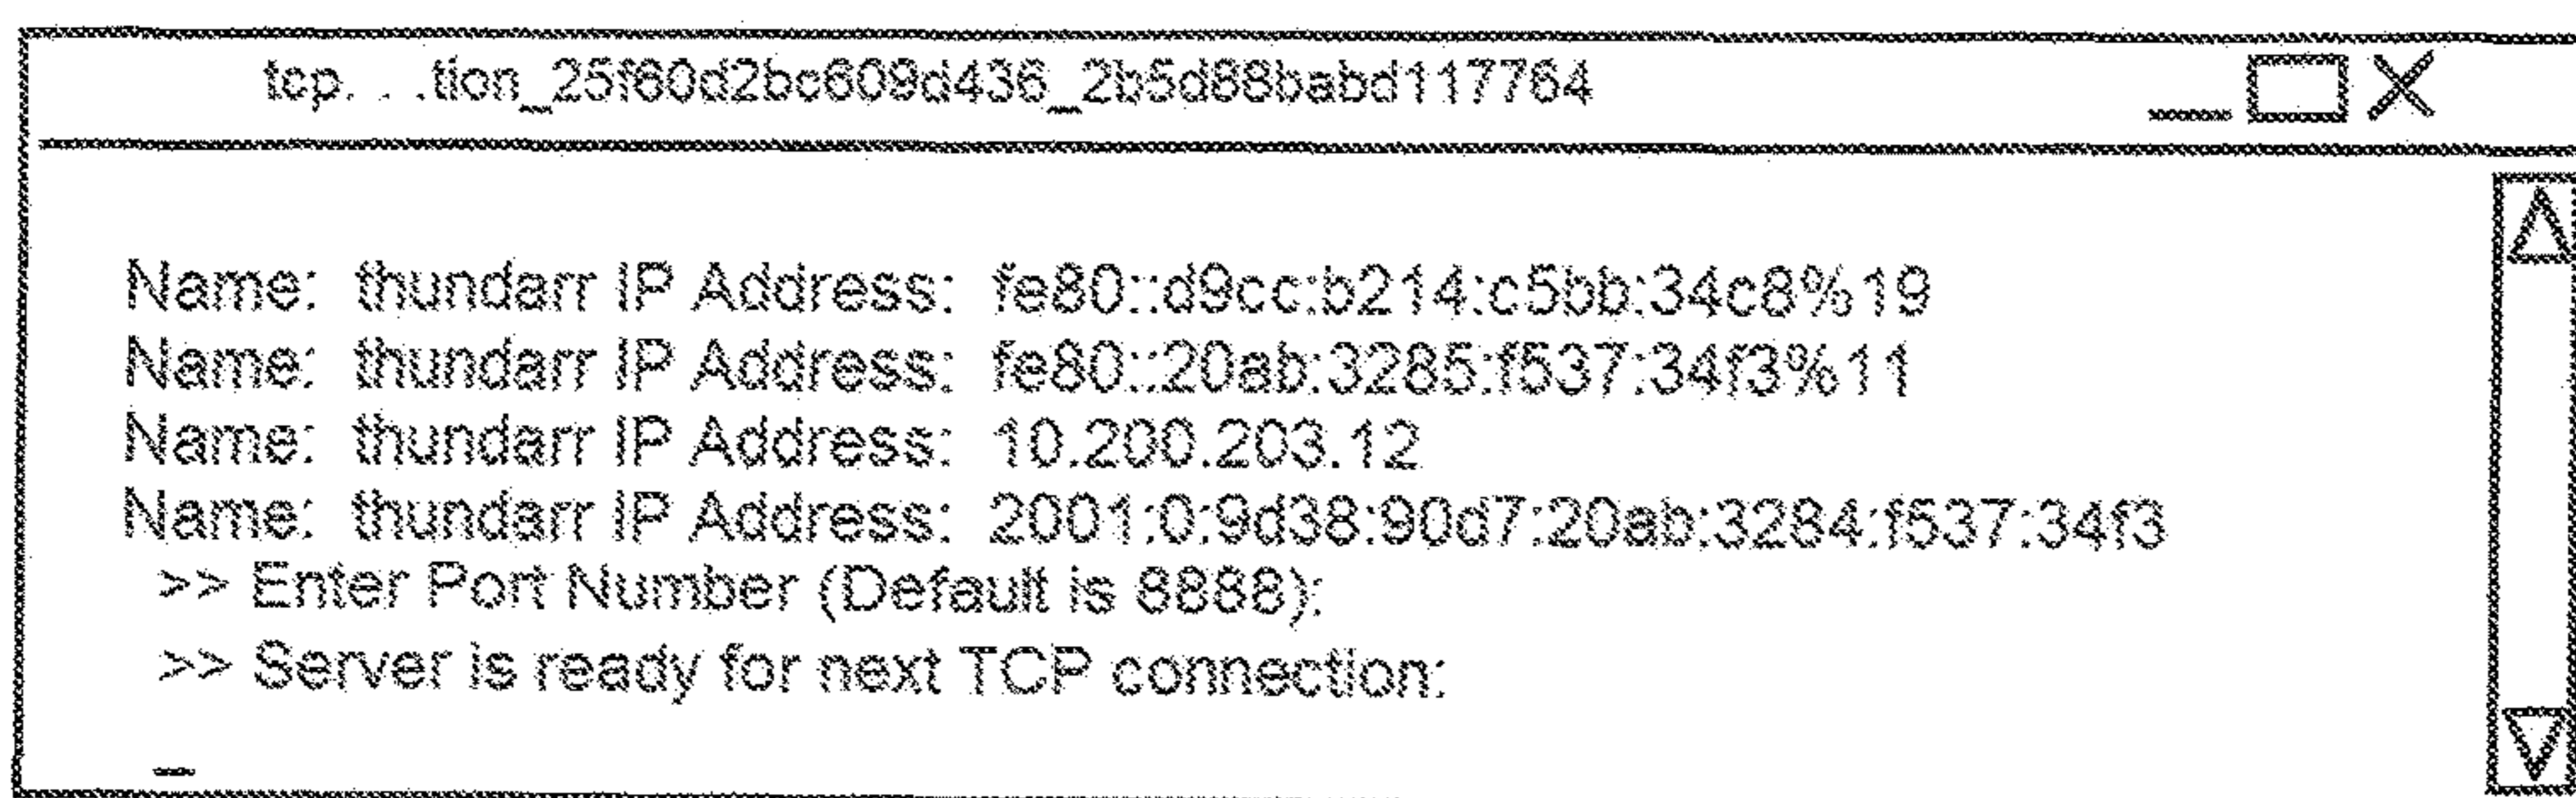 tcp. . .tion_25f60d2bc609d436_2b5d88babd117764
Name: thundarr IP Address: fe80::d9cc:b214:c5bb:34c8%19
Name: thundarr IP Address: fe80::20ab:3285:f537:34f3%11
Name: thundarr IP Address: 10.200.203.12
Name: thundarr IP Address: 2001:0:9d38:90d7:20ab:3284:f537:34f3
>> Enter Port Number (Default is 8888):
>> Server is ready for next TCP connection:
_